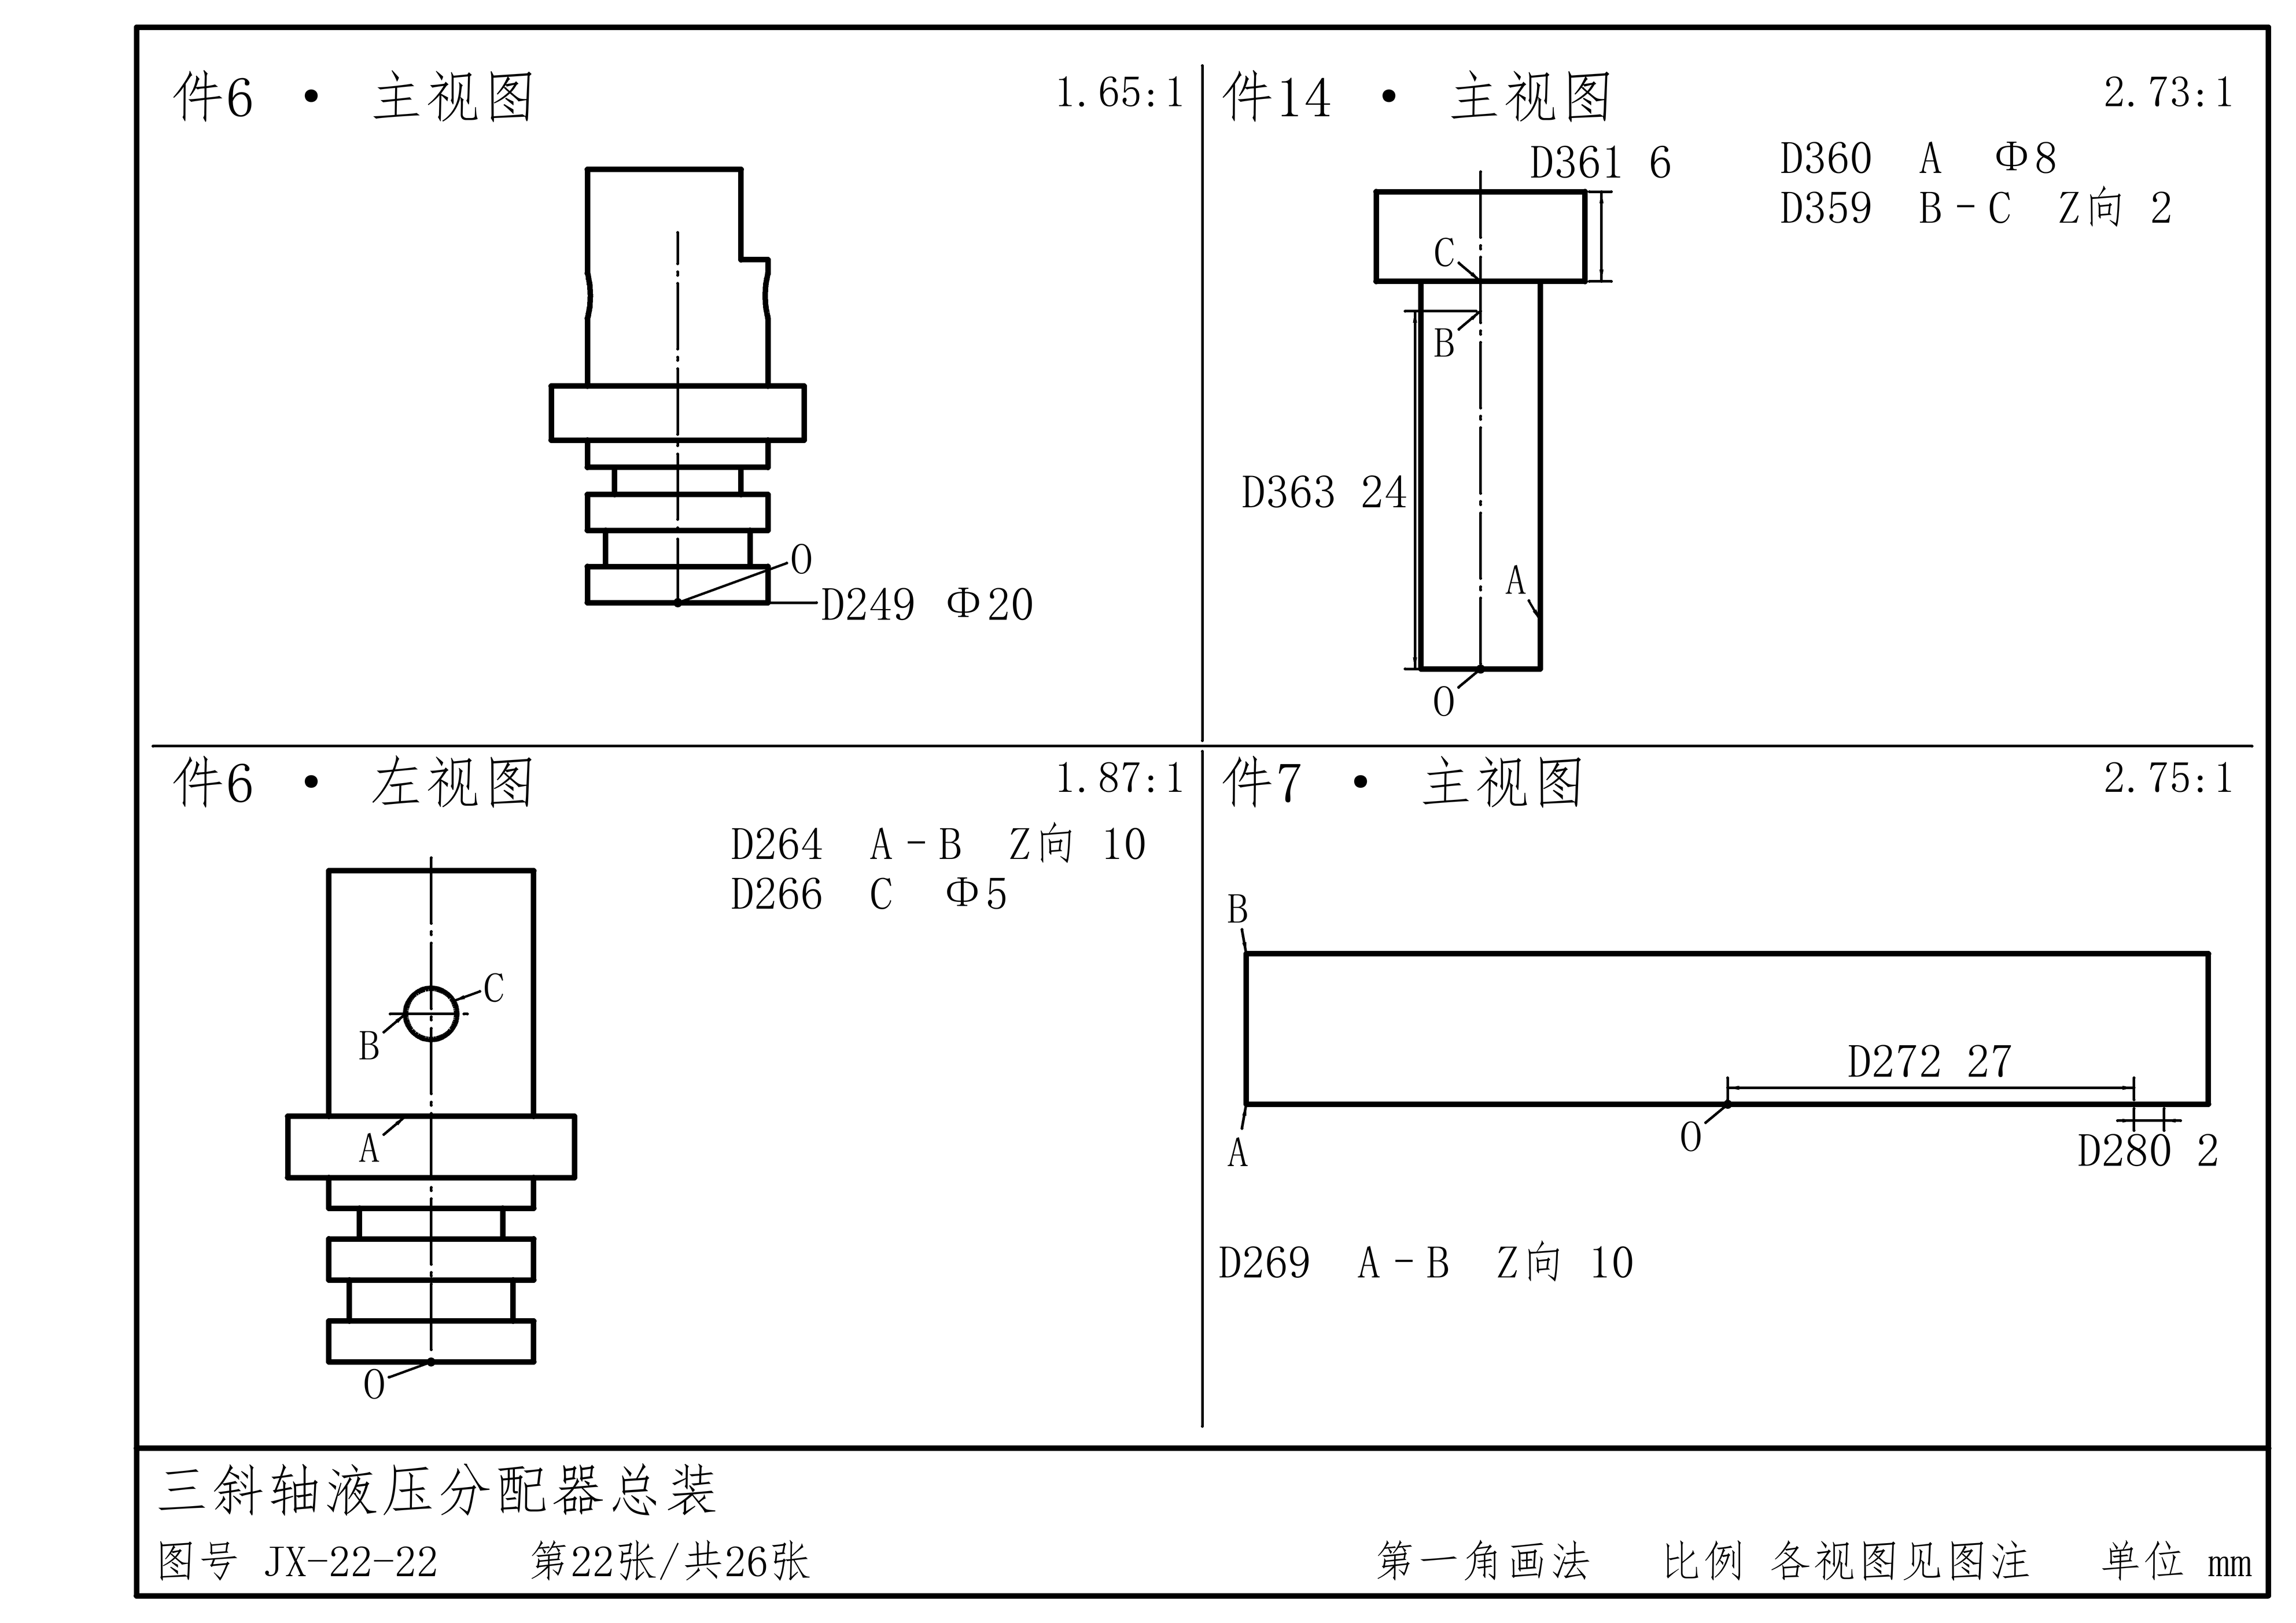 件6 • 主视图 1.65:1
O
D249 Φ20
件14 • 主视图 2.73:1
D361 6
D360 A Φ8
D359 B-C Z向 2
C
B
D363 24
A
O
件6 • 左视图 1.87:1
D264 A-B Z向 10
D266 C Φ5
C
B
A
O
件7 • 主视图 2.75:1
B
D272 27
O
A
D280 2
D269 A-B Z向 10
三斜轴液压分配器总装
图号 JX-22-22 第22张/共26张 第一角画法 比例 各视图见图注 单位 mm